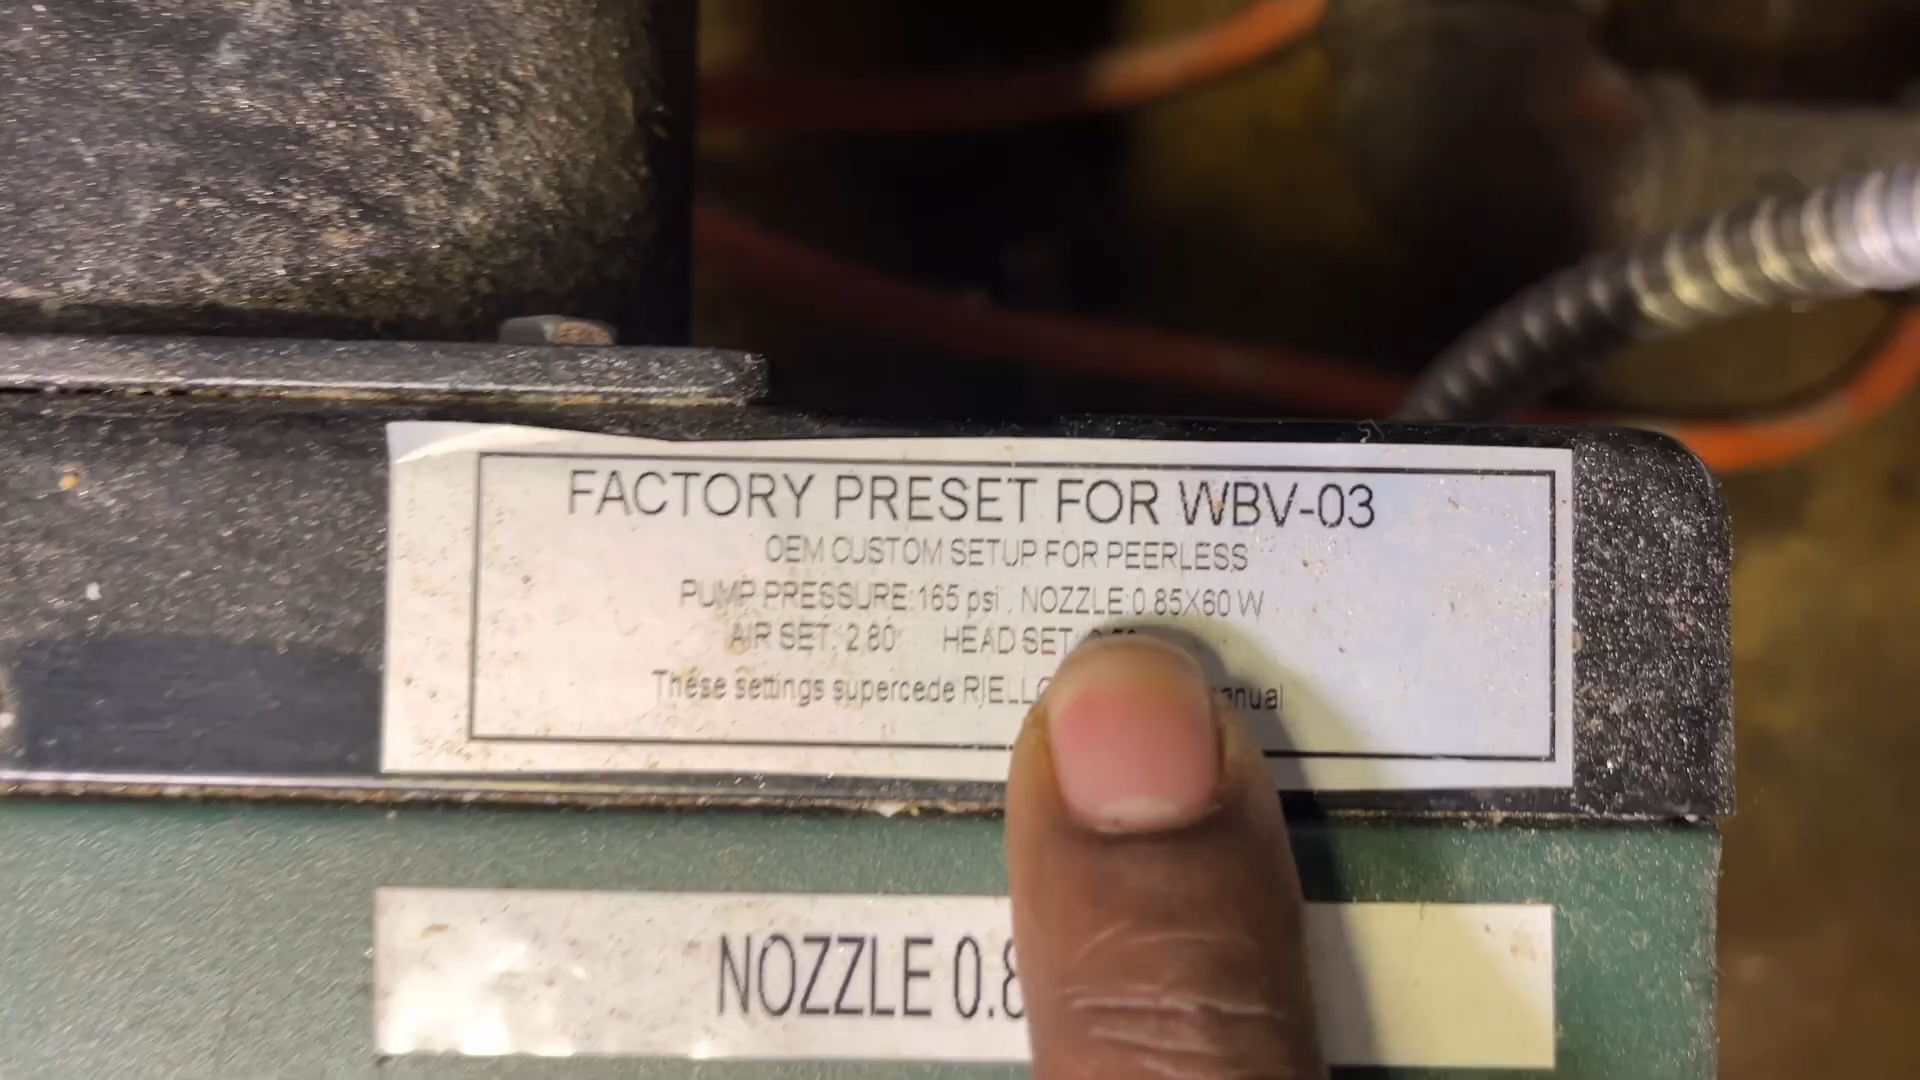 FACTORY PRESET FOR WBV-03
OEM CUSTOM SETUP FOR PEERLESS
PUMP PRESSURE:165 psi , NOZZLE:0.85X60 W
AIR SET: 2.80 HEAD SET:
These settings supercede RIELLO
NOZZLE 0.8